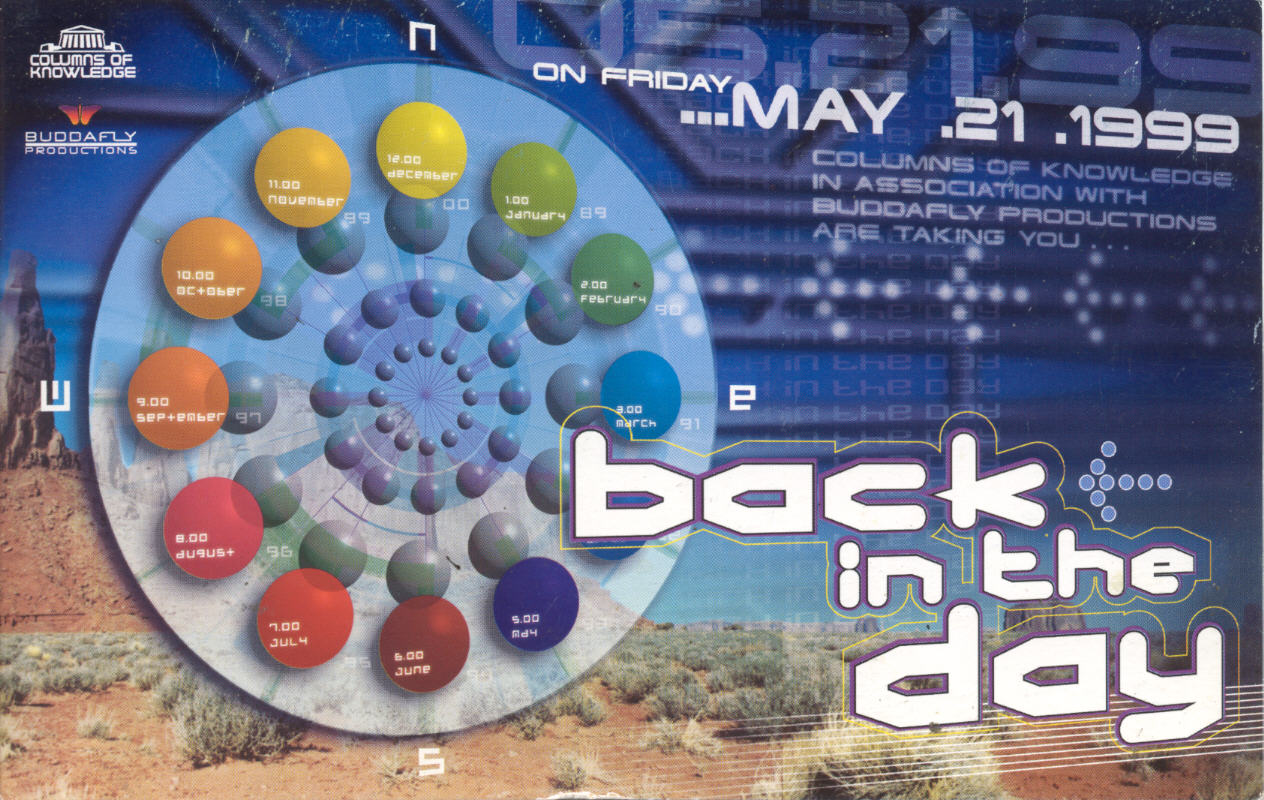 COLUMNS OF
KNOWLEDGE
BUDDAFLY
PRODUCTIONS
n
05.21.99
ON FRIDAY
...MAY .21 .1999
COLUMNS OF KNOWLEDGE
IN ASSOCIATION WITH
BUDDAFLY PRODUCTIONS
ARE TAKING YOU . . .
12.00
december
00
1.00
january
89
2.00
february
90
3.00
march
91
e
5.00
may
6.00
june
7.00
july
95
8.00
august
96
9.00
september
97
w
10.00
october
98
11.00
november
99
s
back
in the
day